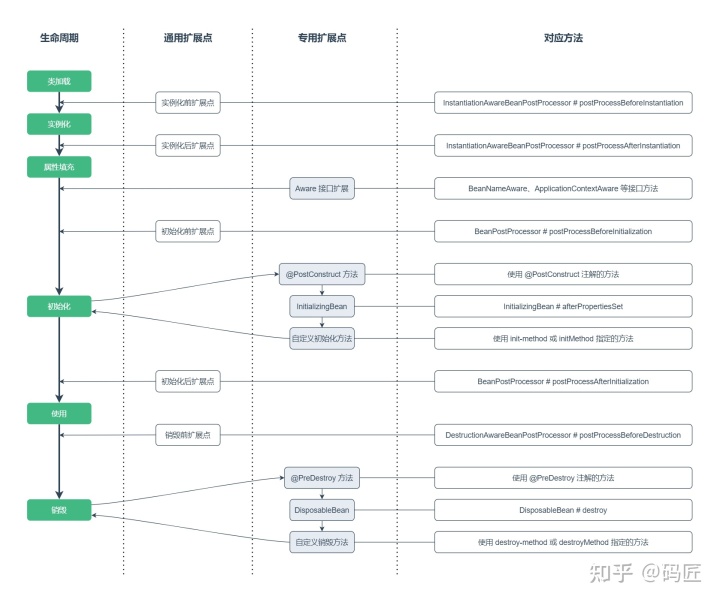 生命周期
通用扩展点
专用扩展点
对应方法
类加载
实例化前扩展点
InstantiationAwareBeanPostProcessor # postProcessBeforeInstantiation
实例化
实例化后扩展点
InstantiationAwareBeanPostProcessor # postProcessAfterInstantiation
属性填充
Aware 接口扩展
BeanNameAware、ApplicationContextAware 等接口方法
初始化前扩展点
BeanPostProcessor # postProcessBeforeInitialization
@PostConstruct 方法
使用 @PostConstruct 注解的方法
初始化
InitializingBean
InitializingBean # afterPropertiesSet
自定义初始化方法
使用 init-method 或 initMethod 指定的方法
初始化后扩展点
BeanPostProcessor # postProcessAfterInitialization
使用
销毁前扩展点
DestructionAwareBeanPostProcessor # postProcessBeforeDestruction
@PreDestroy 方法
使用 @PreDestroy 注解的方法
销毁
DisposableBean
DisposableBean # destroy
自定义销毁方法
使用 destroy-method 或 destroyMethod 指定的方法
知乎 @码匠